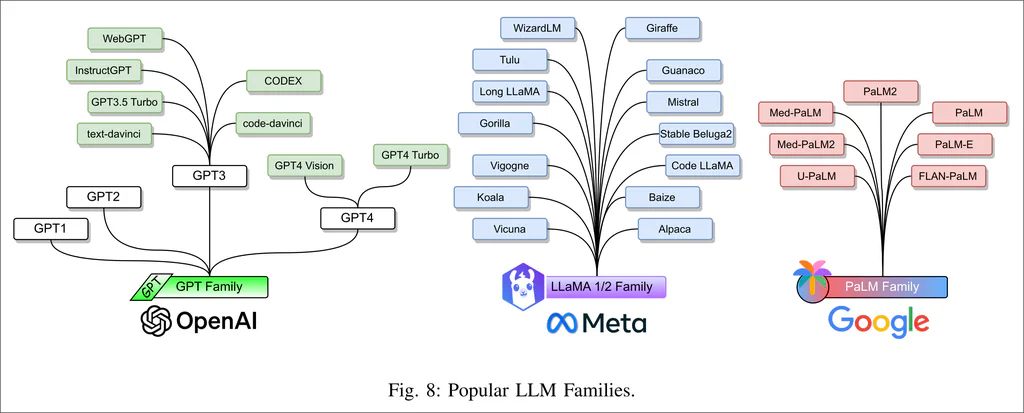 WebGPT
InstructGPT
CODEX
GPT3.5 Turbo
text-davinci
code-davinci
GPT3
GPT4 Vision
GPT4 Turbo
GPT2
GPT4
GPT1
GPT
GPT Family
OpenAI
WizardLM
Giraffe
Tulu
Guanaco
Long LLaMA
Mistral
Gorilla
Stable Beluga2
Vigogne
Code LLaMA
Koala
Baize
Vicuna
Alpaca
LLaMA 1/2 Family
Meta
PaLM2
Med-PaLM
PaLM
Med-PaLM2
PaLM-E
U-PaLM
FLAN-PaLM
PaLM Family
Google
Fig. 8: Popular LLM Families.